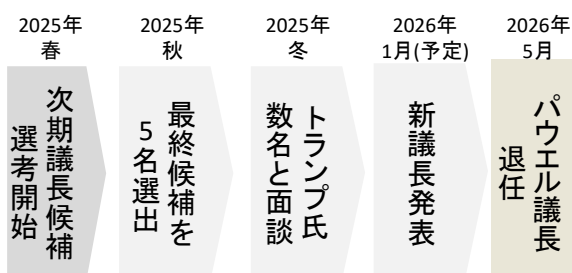 2025年
春
次期議長候補
選考開始
2025年
秋
最終候補を
5名選出
2025年
冬
トランプ氏
数名と面談
2026年
1月(予定)
新議長発表
2026年
5月
パウエル議長
退任